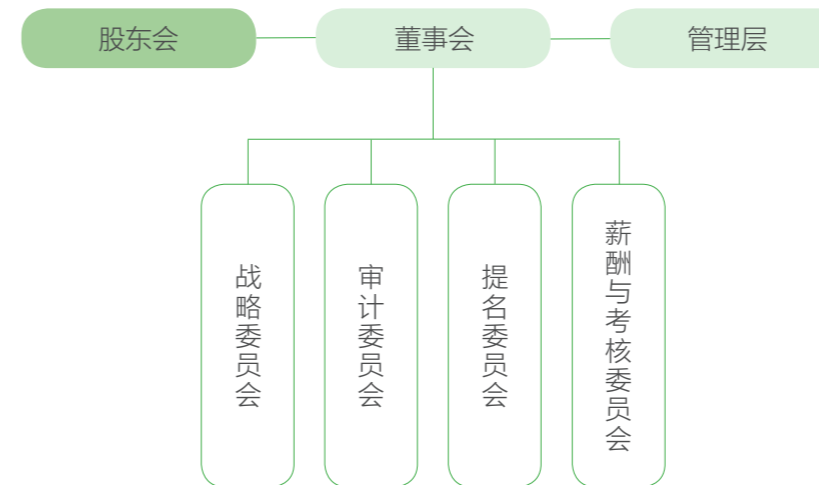 股东会
董事会
管理层
战略委员会
审计委员会
提名委员会
薪酬与考核委员会